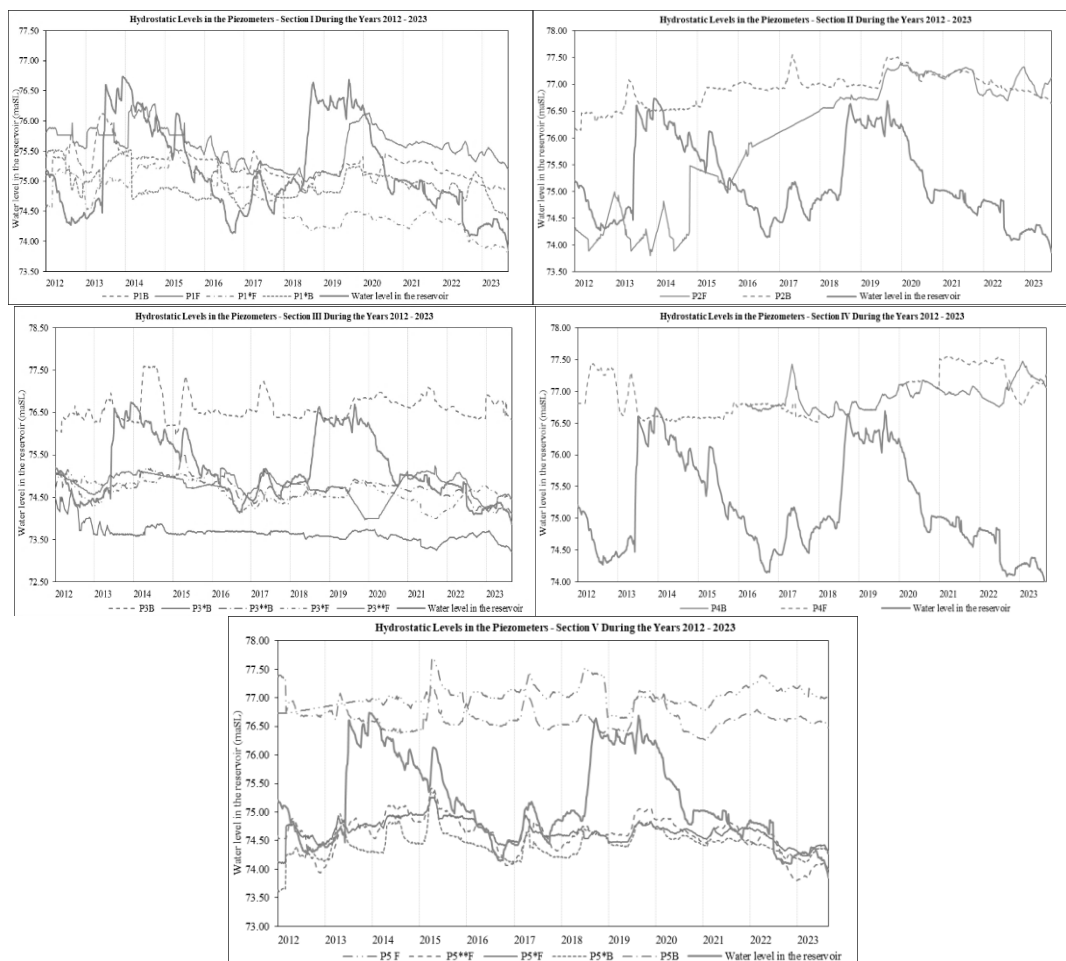 Hydrostatic Levels in the Piezometers - Section I During the Years 2012 - 2023
Water level in the reservoir (maSL)
77.00
76.50
76.00
75.50
75.00
74.50
74.00
73.50
2012 2013 2014 2015 2016 2017 2018 2019 2020 2021 2022 2023
P1B P1F P1*F P1*B Water level in the reservoir
Hydrostatic Levels in the Piezometers - Section II During the Years 2012 - 2023
Water level in the reservoir (maSL)
78.00
77.50
77.00
76.50
76.00
75.50
75.00
74.50
74.00
73.50
2012 2013 2014 2015 2016 2017 2018 2019 2020 2021 2022 2023
P2F P2B Water level in the reservoir
Hydrostatic Levels in the Piezometers - Section III During the Years 2012 - 2023
Water level in the reservoir (maSL)
78.50
77.50
76.50
75.50
74.50
73.50
72.50
2012 2013 2014 2015 2016 2017 2018 2019 2020 2021 2022 2023
P3B P3*B P3**B P3*F P3**F Water level in the reservoir
Hydrostatic Levels in the Piezometers - Section IV During the Years 2012 - 2023
Water level in the reservoir (maSL)
78.00
77.50
77.00
76.50
76.00
75.50
75.00
74.50
74.00
2012 2013 2014 2015 2016 2017 2018 2019 2020 2021 2022 2023
P4B P4F Water level in the reservoir
Hydrostatic Levels in the Piezometers - Section V During the Years 2012 - 2023
Water level in the reservoir (maSL)
78.00
77.50
77.00
76.50
76.00
75.50
75.00
74.50
74.00
73.50
73.00
2012 2013 2014 2015 2016 2017 2018 2019 2020 2021 2022 2023
P5 F P5**F P5*F P5*B P5B Water level in the reservoir